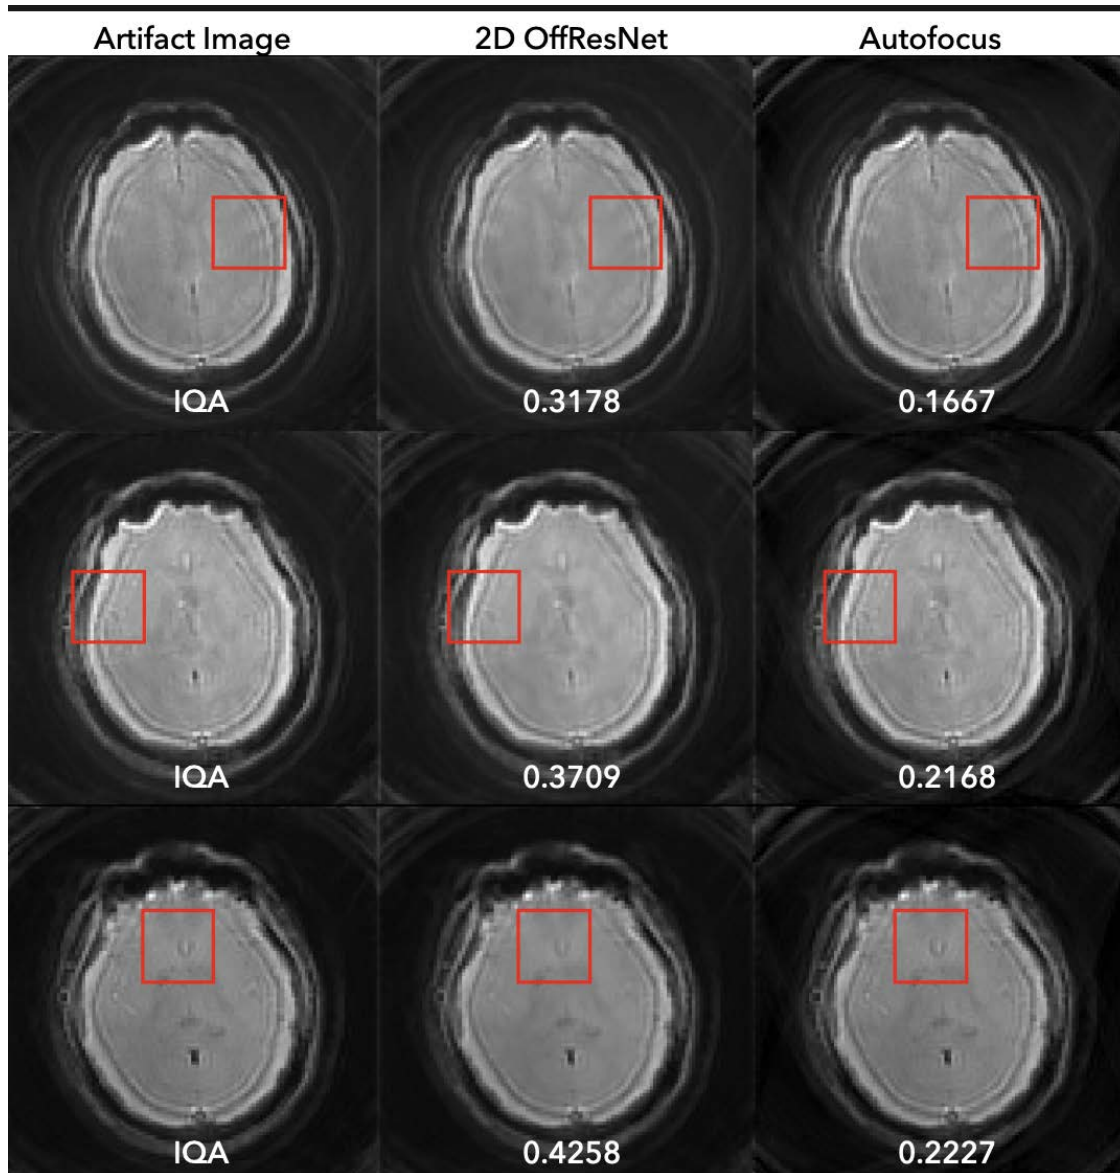 Artifact Image 2D OffResNet Autofocus
IQA 0.3178 0.1667
IQA 0.3709 0.2168
IQA 0.4258 0.2227